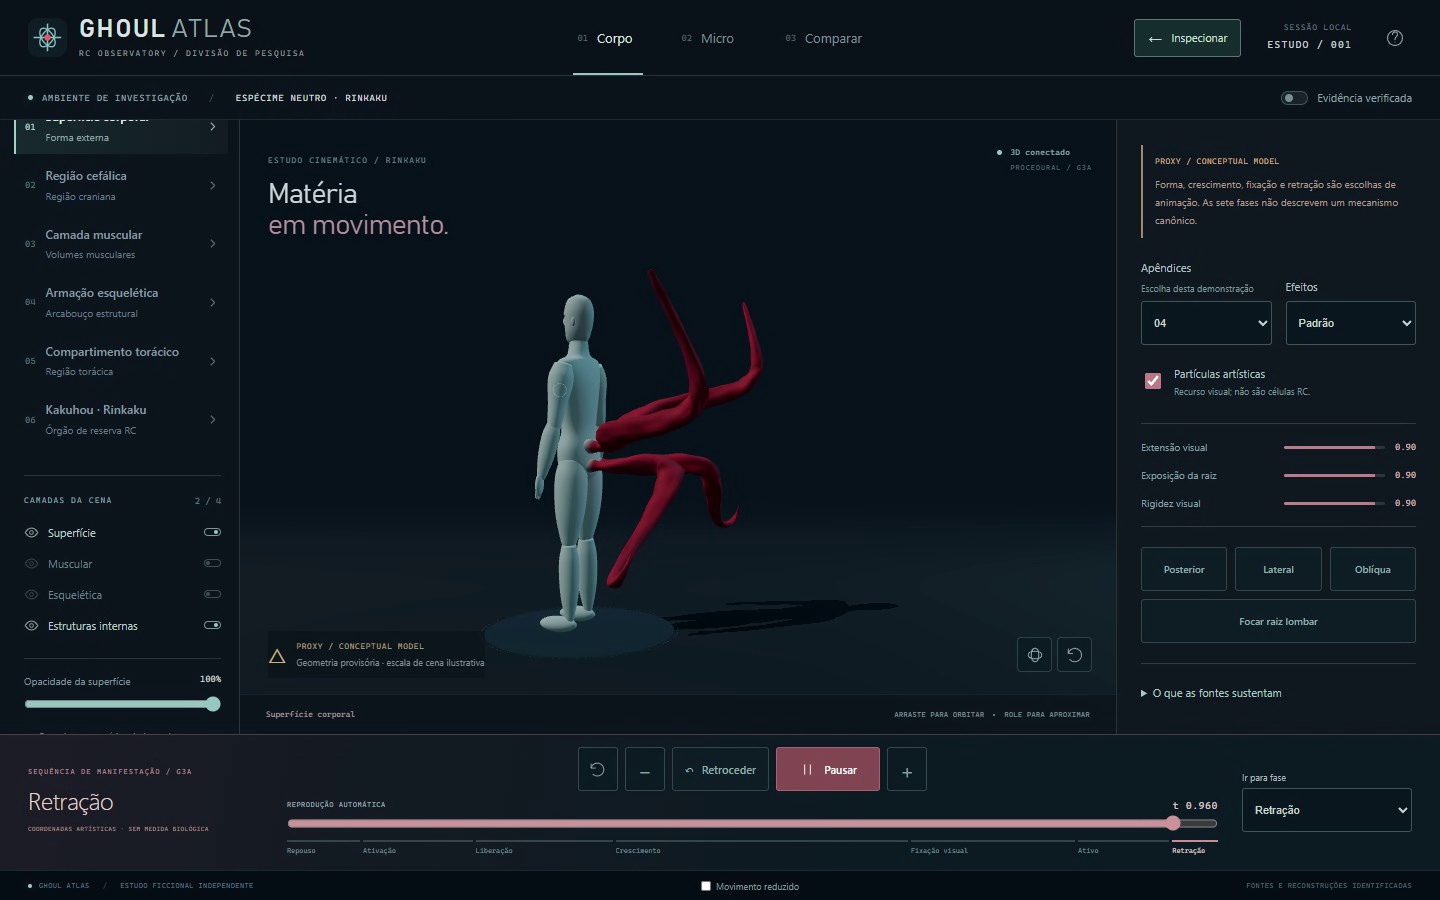 GHOUL ATLAS
RC OBSERVATORY / DIVISÃO DE PESQUISA
01 Corpo
02 Micro
03 Comparar
← Inspecionar
SESSÃO LOCAL
ESTUDO / 001
?
AMBIENTE DE INVESTIGAÇÃO / ESPÉCIME NEUTRO · RINKAKU
Evidência verificada
01 Superfície corporal
Forma externa
02 Região cefálica
Região craniana
03 Camada muscular
Volumes musculares
04 Armação esquelética
Arcabouço estrutural
05 Compartimento torácico
Região torácica
06 Kakuhou · Rinkaku
Órgão de reserva RC
CAMADAS DA CENA 2 / 4
Superfície
Muscular
Esquelética
Estruturas internas
Opacidade da superfície 100%
ESTUDO CINEMÁTICO / RINKAKU
Matéria
em movimento.
3D conectado
PROCEDURAL / G3A
PROXY / CONCEPTUAL MODEL
Geometria provisória · escala de cena ilustrativa
Superfície corporal
ARRASTE PARA ORBITAR • ROLE PARA APROXIMAR
PROXY / CONCEPTUAL MODEL
Forma, crescimento, fixação e retração são escolhas de
animação. As sete fases não descrevem um mecanismo
canônico.
Apêndices
Escolha desta demonstração
04
Efeitos
Padrão
Partículas artísticas
Recurso visual; não são células RC.
Extensão visual 0.90
Exposição da raiz 0.90
Rigidez visual 0.90
Posterior
Lateral
Oblíqua
Focar raiz lombar
▶ O que as fontes sustentam
SEQUÊNCIA DE MANIFESTAÇÃO / G3A
Retração
COORDENADAS ARTÍSTICAS · SEM MEDIDA BIOLÓGICA
−
Retroceder
Pausar
+
REPRODUÇÃO AUTOMÁTICA
t 0.960
Repouso
Ativação
Liberação
Crescimento
Fixação visual
Ativo
Retração
Ir para fase
Retração
GHOUL ATLAS / ESTUDO FICCIONAL INDEPENDENTE
Movimento reduzido
FONTES E RECONSTRUÇÕES IDENTIFICADAS